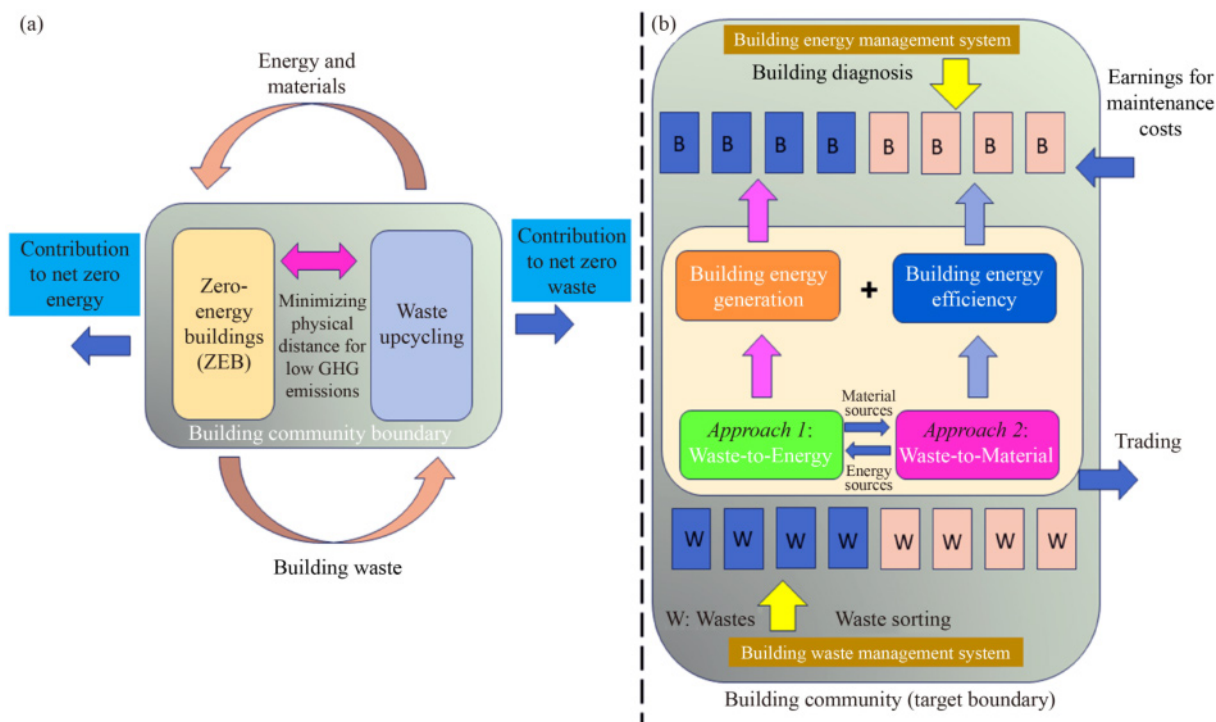 (a)
Energy and
materials
Contribution
to net zero
energy
Zero-
energy
buildings
(ZEB)
Minimizing
physical
distance for
low GHG
emissions
Waste
upcycling
Contribution
to net zero
waste
Building community boundary
Building waste
(b)
Building energy management system
Building diagnosis
Earnings for
maintenance
costs
B B B B B B B B
Building energy
generation
+
Building energy
efficiency
Material
sources
Approach 1:
Waste-to-Energy
Approach 2:
Waste-to-Material
Energy
sources
Trading
W W W W W W W W
W: Wastes
Waste sorting
Building waste management system
Building community (target boundary)